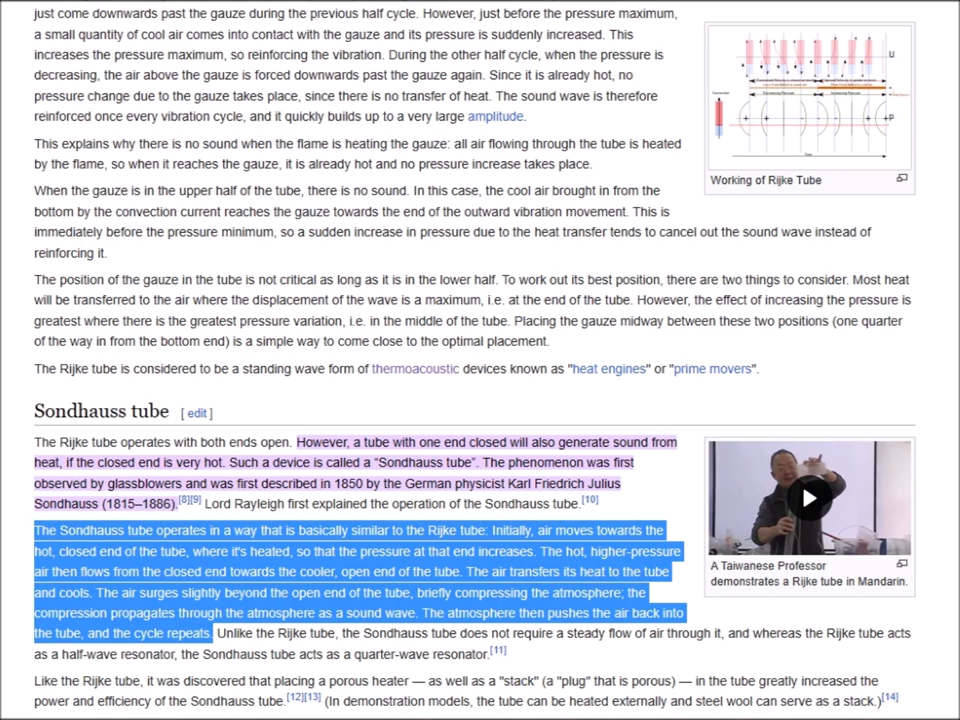 just come downwards past the gauze during the previous half cycle. However, just before the pressure maximum,
a small quantity of cool air comes into contact with the gauze and its pressure is suddenly increased. This
increases the pressure maximum, so reinforcing the vibration. During the other half cycle, when the pressure is
decreasing, the air above the gauze is forced downwards past the gauze again. Since it is already hot, no
pressure change due to the gauze takes place, since there is no transfer of heat. The sound wave is therefore
reinforced once every vibration cycle, and it quickly builds up to a very large amplitude.
This explains why there is no sound when the flame is heating the gauze: all air flowing through the tube is heated
by the flame, so when it reaches the gauze, it is already hot and no pressure increase takes place.
When the gauze is in the upper half of the tube, there is no sound. In this case, the cool air brought in from the
bottom by the convection current reaches the gauze towards the end of the outward vibration movement. This is
immediately before the pressure minimum, so a sudden increase in pressure due to the heat transfer tends to cancel out the sound wave instead of
reinforcing it.
The position of the gauze in the tube is not critical as long as it is in the lower half. To work out its best position, there are two things to consider. Most heat
will be transferred to the air where the displacement of the wave is a maximum, i.e. at the end of the tube. However, the effect of increasing the pressure is
greatest where there is the greatest pressure variation, i.e. in the middle of the tube. Placing the gauze midway between these two positions (one quarter
of the way in from the bottom end) is a simple way to come close to the optimal placement.
The Rijke tube is considered to be a standing wave form of thermoacoustic devices known as "heat engines" or "prime movers".
U
P
Working of Rijke Tube
Sondhauss tube [ edit ]
The Rijke tube operates with both ends open. However, a tube with one end closed will also generate sound from
heat, if the closed end is very hot. Such a device is called a "Sondhauss tube". The phenomenon was first
observed by glassblowers and was first described in 1850 by the German physicist Karl Friedrich Julius
Sondhauss (1815–1886).[8][9] Lord Rayleigh first explained the operation of the Sondhauss tube.[10]
The Sondhauss tube operates in a way that is basically similar to the Rijke tube: Initially, air moves towards the
hot, closed end of the tube, where it's heated, so that the pressure at that end increases. The hot, higher-pressure
air then flows from the closed end towards the cooler, open end of the tube. The air transfers its heat to the tube
and cools. The air surges slightly beyond the open end of the tube, briefly compressing the atmosphere; the
compression propagates through the atmosphere as a sound wave. The atmosphere then pushes the air back into
the tube, and the cycle repeats. Unlike the Rijke tube, the Sondhauss tube does not require a steady flow of air through it, and whereas the Rijke tube acts
as a half-wave resonator, the Sondhauss tube acts as a quarter-wave resonator.[11]
A Taiwanese Professor
demonstrates a Rijke tube in Mandarin.
Like the Rijke tube, it was discovered that placing a porous heater — as well as a "stack" (a "plug" that is porous) — in the tube greatly increased the
power and efficiency of the Sondhauss tube.[12][13] (In demonstration models, the tube can be heated externally and steel wool can serve as a stack.)[14]